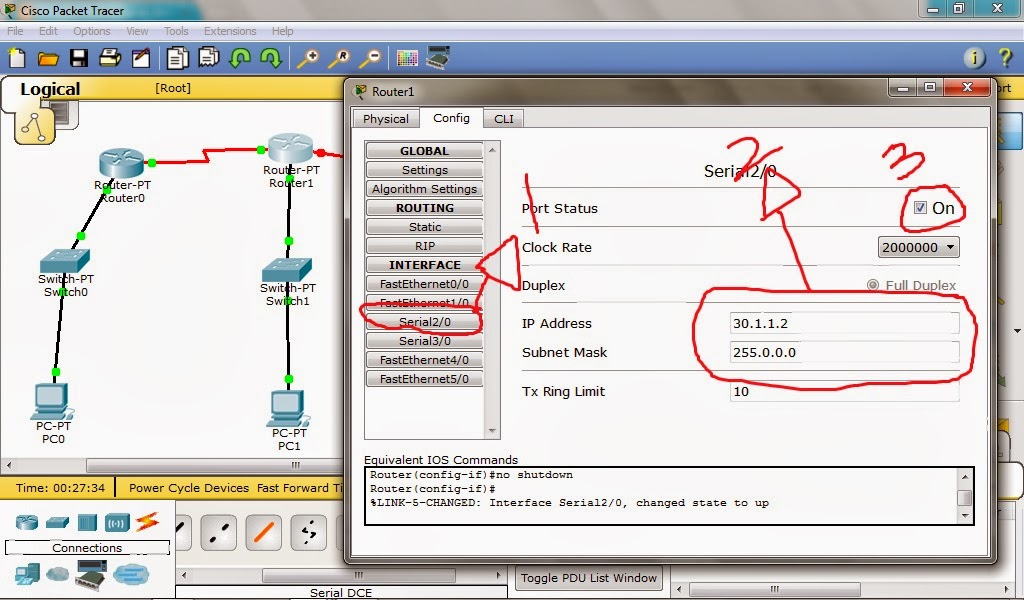 Cisco Packet Tracer
File Edit Options View Tools Extensions Help
Logical
[Root]
Router1
Physical Config CLI
GLOBAL
Settings
Algorithm Settings
ROUTING
Static
RIP
INTERFACE
FastEthernet0/0
FastEthernet1/0
Serial2/0
Serial3/0
FastEthernet4/0
FastEthernet5/0
1
2
3
Serial2/0
Port Status
On
Clock Rate
2000000
Duplex
Full Duplex
IP Address
30.1.1.2
Subnet Mask
255.0.0.0
Tx Ring Limit
10
Equivalent IOS Commands
Router(config-if)#no shutdown
Router(config-if)#
%LINK-5-CHANGED: Interface Serial2/0, changed state to up
Router-PT
Router0
Router-PT
Router1
Switch-PT
Switch0
Switch-PT
Switch1
PC-PT
PC0
PC-PT
PC1
Time: 00:27:34
Power Cycle Devices Fast Forward
Connections
Serial DCE
Toggle PDU List Window